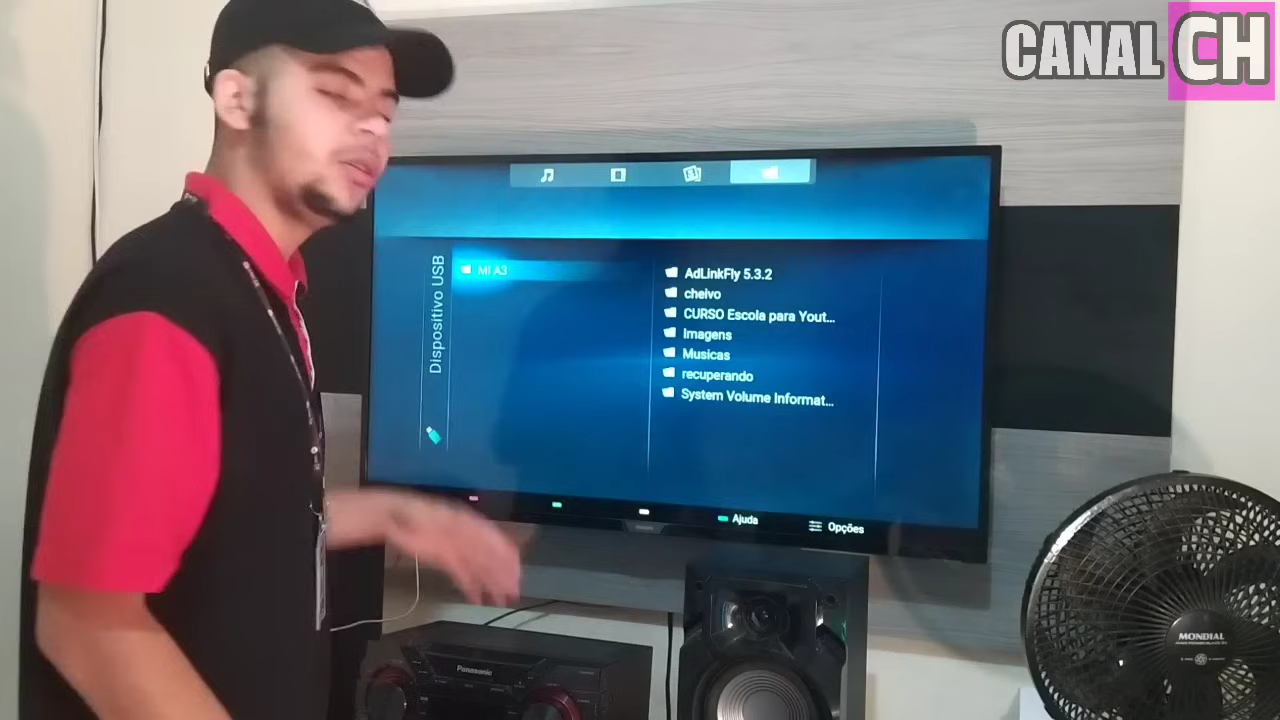 CANAL CH
Dispositivo USB
MI A3
AdLinkFly 5.3.2
cheivo
CURSO Escola para Yout...
Imagens
Musicas
recuperando
System Volume Informat...
Ajuda
Opções
Panasonic
MONDIAL